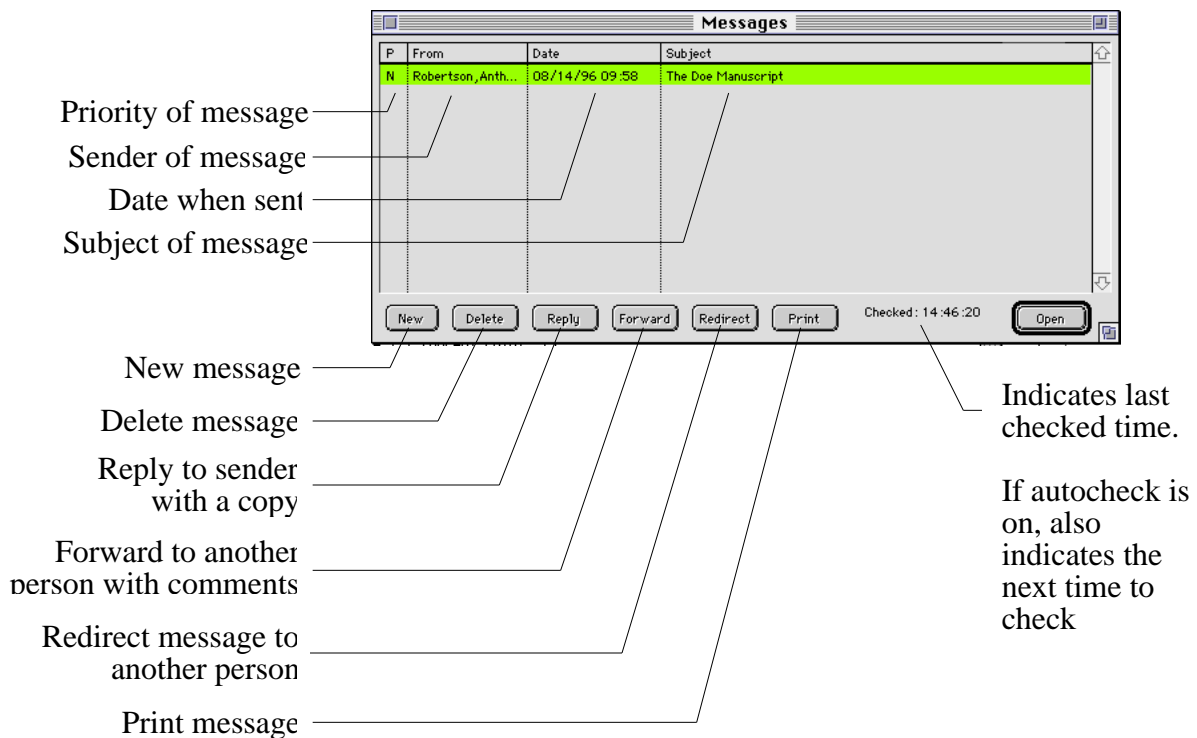 Messages
P From Date Subject
N Robertson,Anth... 08/14/96 09:58 The Doe Manuscript
Priority of message
Sender of message
Date when sent
Subject of message
New Delete Reply Forward Redirect Print Checked: 14:46:20 Open
New message
Delete message
Reply to sender
with a copy
Forward to another
person with comments
Redirect message to
another person
Print message
Indicates last
checked time.
If autocheck is
on, also
indicates the
next time to
check